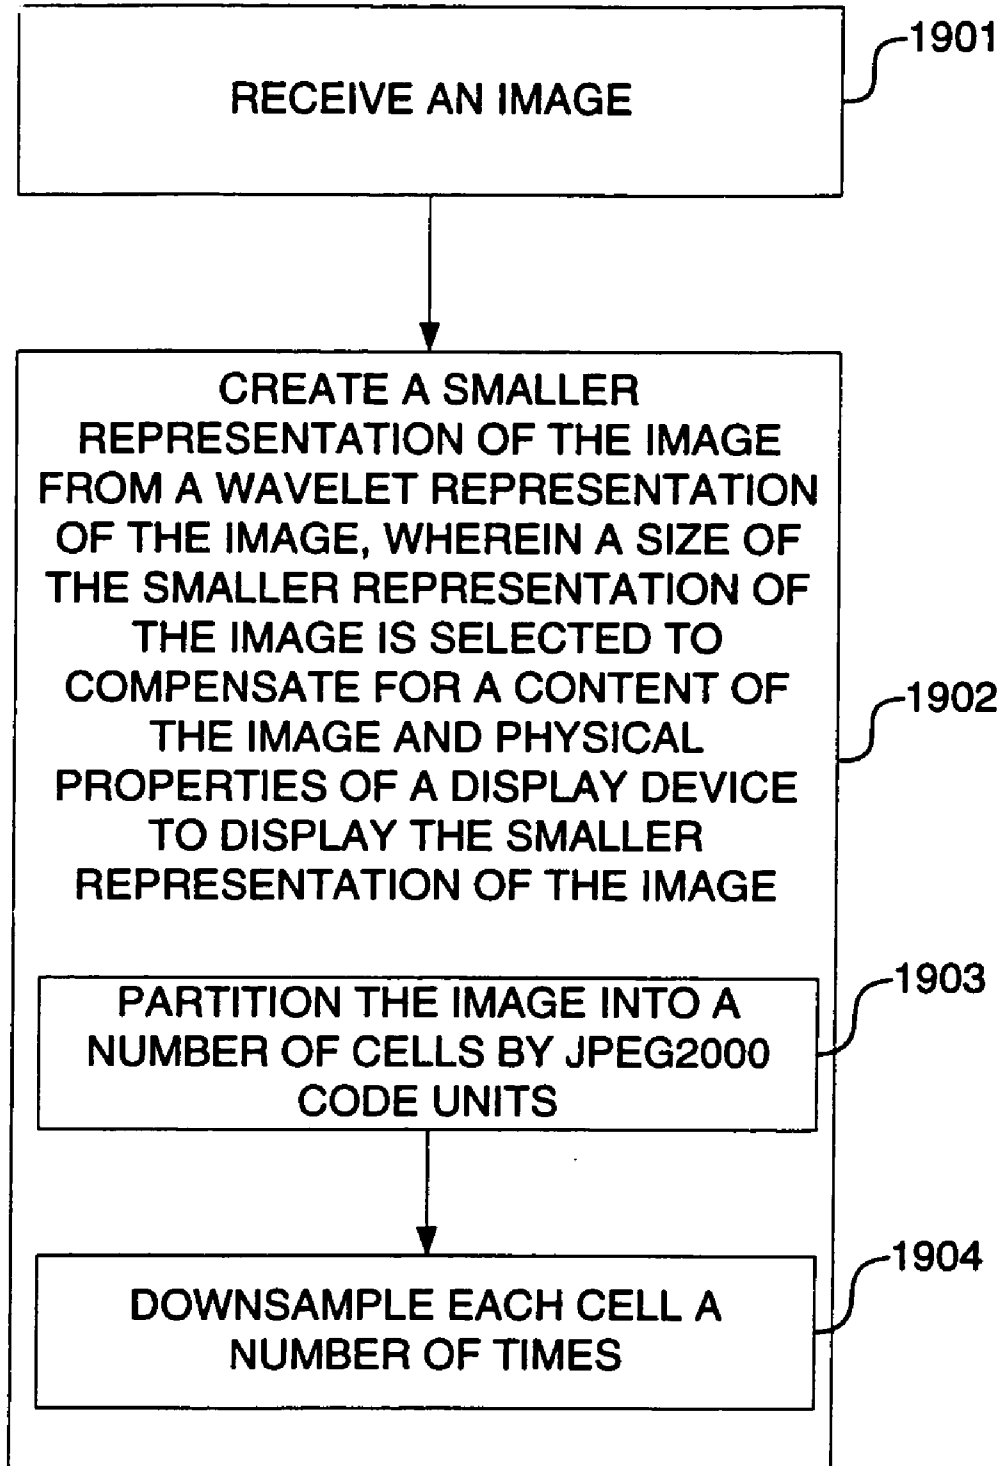 1901
RECEIVE AN IMAGE
CREATE A SMALLER
REPRESENTATION OF THE IMAGE
FROM A WAVELET REPRESENTATION
OF THE IMAGE, WHEREIN A SIZE OF
THE SMALLER REPRESENTATION OF
THE IMAGE IS SELECTED TO
COMPENSATE FOR A CONTENT OF
THE IMAGE AND PHYSICAL
PROPERTIES OF A DISPLAY DEVICE
TO DISPLAY THE SMALLER
REPRESENTATION OF THE IMAGE
1902
PARTITION THE IMAGE INTO A
NUMBER OF CELLS BY JPEG2000
CODE UNITS
1903
DOWNSAMPLE EACH CELL A
NUMBER OF TIMES
1904